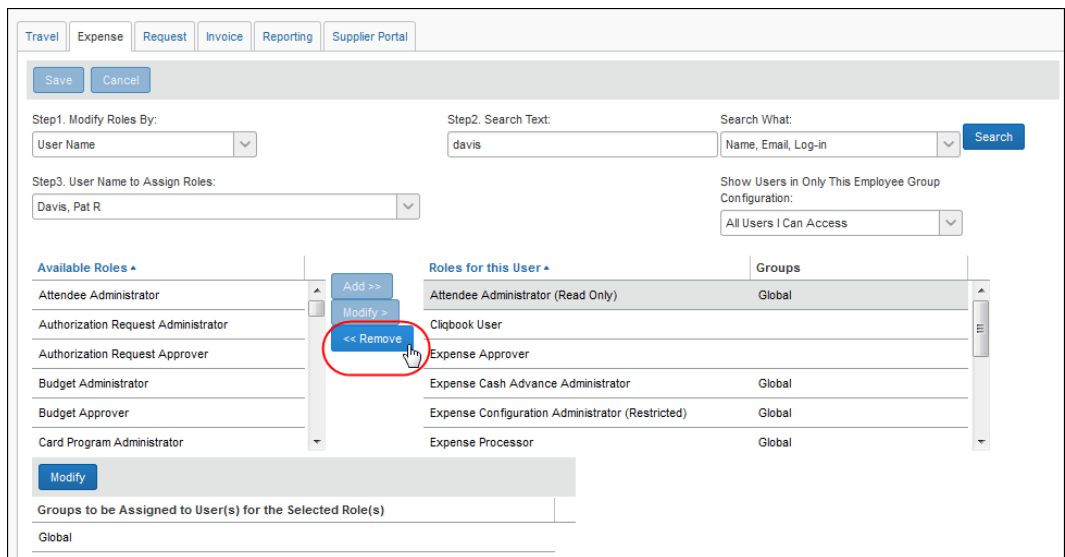 Travel Expense Request Invoice Reporting Supplier Portal
Save Cancel
Step1. Modify Roles By: Step2. Search Text: Search What:
User Name davis Name, Email, Log-in Search
Step3. User Name to Assign Roles: Show Users in Only This Employee Group
Configuration:
Davis, Pat R
All Users I Can Access
Available Roles Roles for this User Groups
Add >>
Attendee Administrator Attendee Administrator (Read Only) Global
Modify >
Authorization Request Administrator Cliqbook User
<< Remove
Authorization Request Approver Expense Approver
Budget Administrator Expense Cash Advance Administrator Global
Budget Approver Expense Configuration Administrator (Restricted) Global
Card Program Administrator Expense Processor Global
Modify
Groups to be Assigned to User(s) for the Selected Role(s)
Global